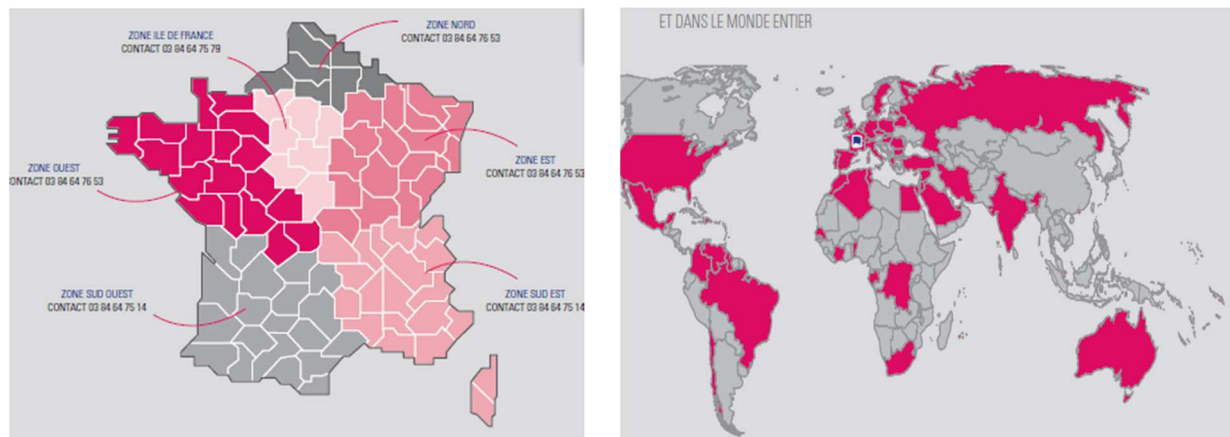 ZONE NORD
CONTACT 03 84 64 76 53
ZONE ILE DE FRANCE
CONTACT 03 84 64 75 79
ZONE OUEST
CONTACT 03 84 64 76 53
ZONE EST
CONTACT 03 84 64 76 53
ZONE SUD OUEST
CONTACT 03 84 64 75 14
ZONE SUD EST
CONTACT 03 84 64 75 14
ET DANS LE MONDE ENTIER